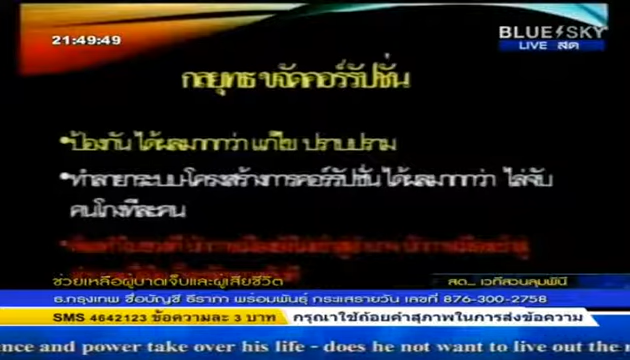 21:49:49
BLUE SKY
LIVE สด
กลยุทธ ขจัดคอร์รัปชั่น
•ป้องกัน ได้ผลมากกว่า แก้ไข ปราบปราม
•ทำลายระบบ-โครงสร้างการคอร์รัปชั่น ได้ผลมากกว่า ไล่จับ
คนโกงทีละคน
ช่วยเหลือผู้บาดเจ็บและผู้เสียชีวิต
สด... เวทีสวนลุมพินี
ธ.กรุงเทพ ชื่อบัญชี ธีราภา พร้อมพันธุ์ กระแสรายวัน เลขที่ 876-300-2758
SMS 4642123 ข้อความละ 3 บาท กรุณาใช้ถ้อยคำสุภาพในการส่งข้อความ
ance and power take over his life - does he not want to live out the r